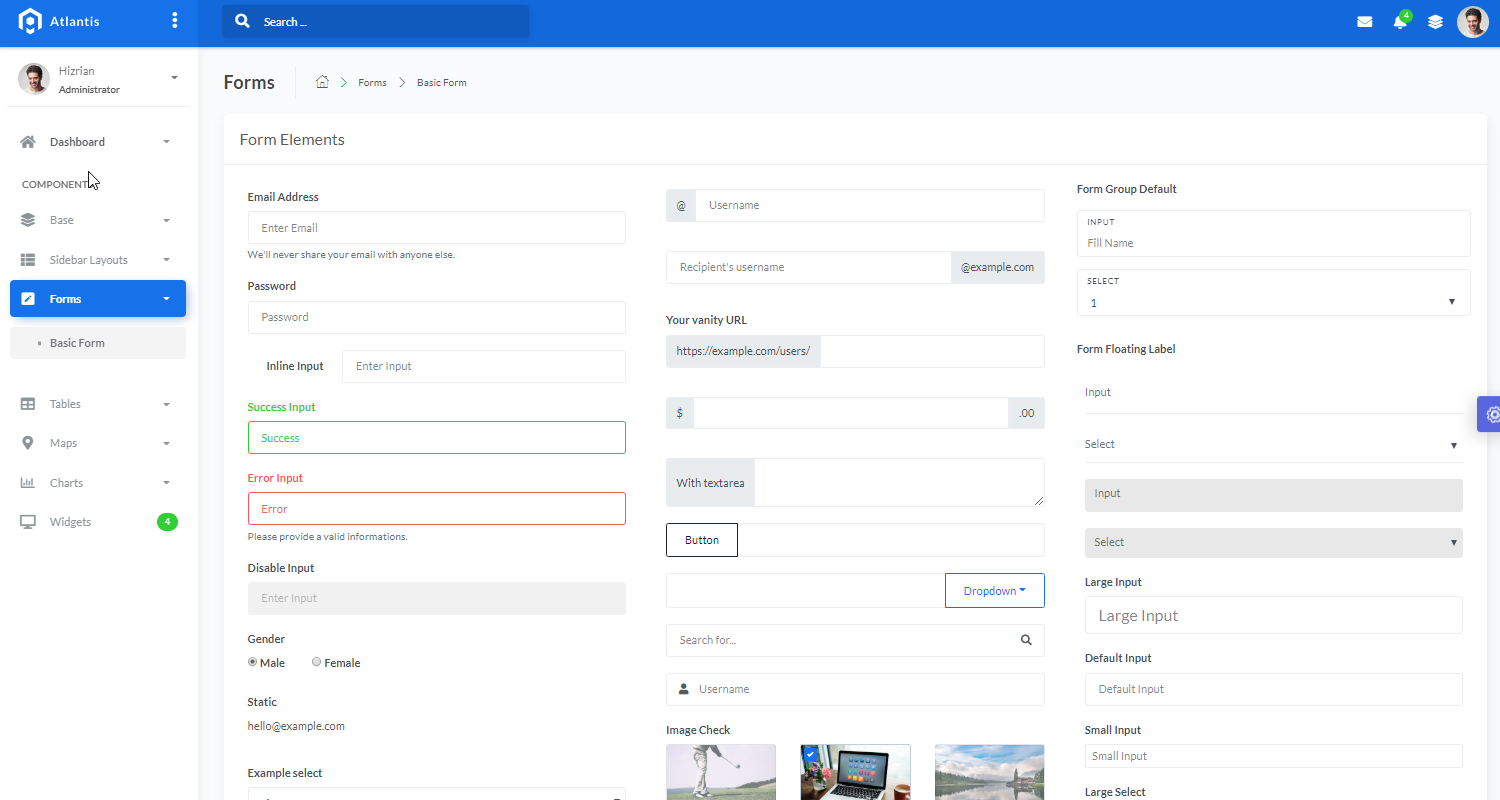 Atlantis
Search ...
4
Hizrian
Administrator
Dashboard
COMPONENT
Base
Sidebar Layouts
Forms
Basic Form
Tables
Maps
Charts
Widgets
4
Forms
Forms
Basic Form
Form Elements
Email Address
Enter Email
We'll never share your email with anyone else.
Password
Password
Inline Input
Enter Input
Success Input
Success
Error Input
Error
Please provide a valid informations.
Disable Input
Enter Input
Gender
Male
Female
Static
hello@example.com
Example select
@
Username
Recipient's username
@example.com
Your vanity URL
https://example.com/users/
$
.00
With textarea
Button
Dropdown
Search for...
Username
Image Check
Form Group Default
INPUT
Fill Name
SELECT
1
Form Floating Label
Input
Select
Input
Select
Large Input
Large Input
Default Input
Default Input
Small Input
Small Input
Large Select